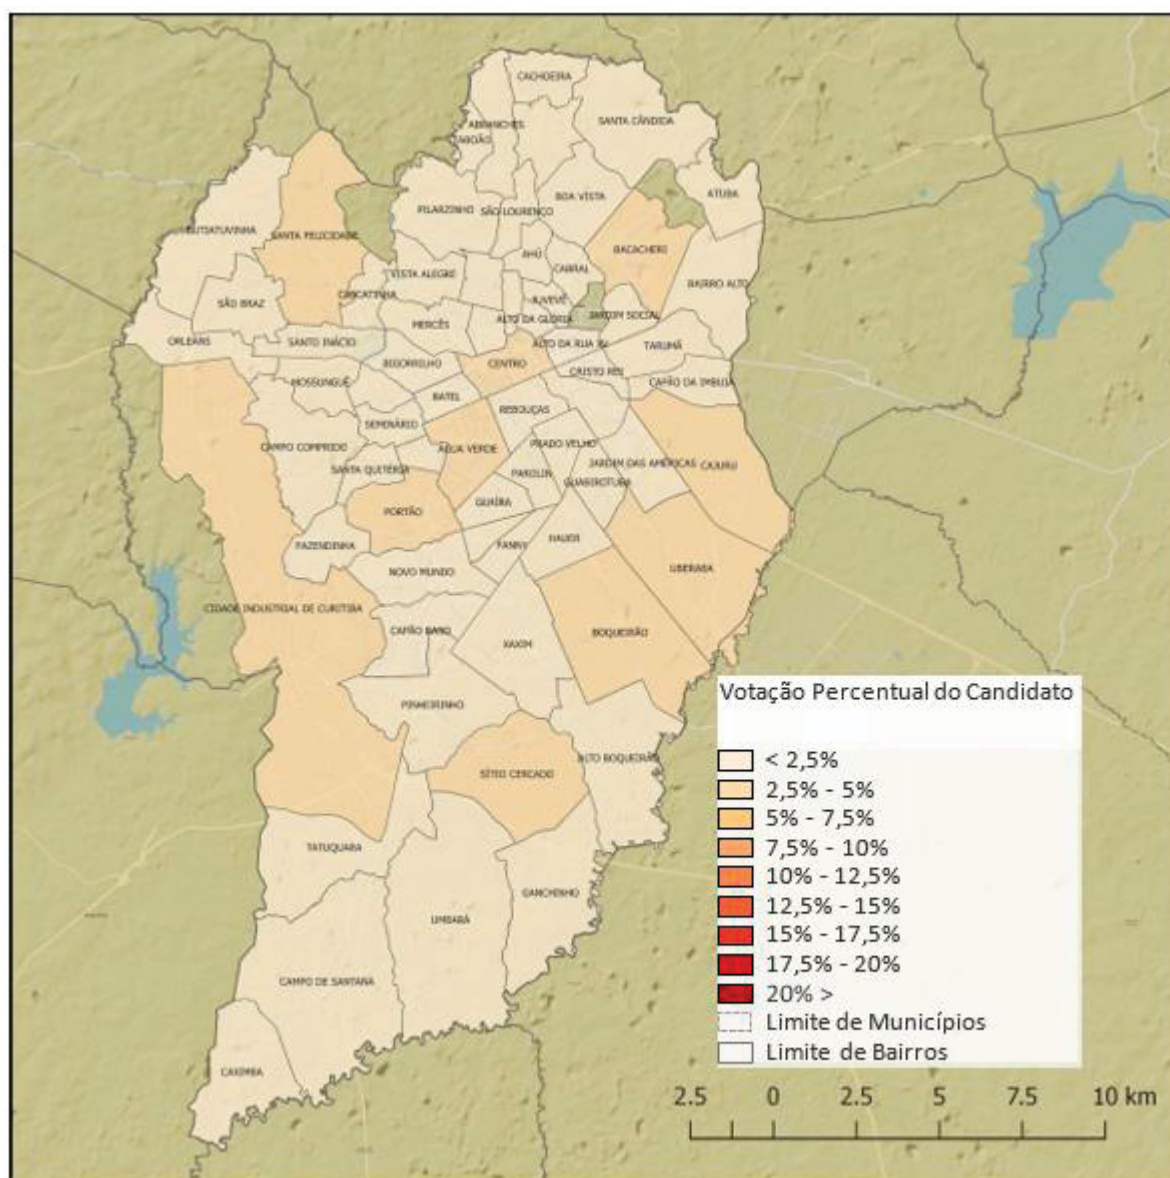 CACHOEIRA
ABRANCHES
TABOÃO
SANTA CÂNDIDA
ATUBA
BOA VISTA
PILARZINHO
SÃO LOURENÇO
BUTIATUVINHA
SANTA FELICIDADE
BACACHERI
AHÚ
CABRAL
VISTA ALEGRE
BAIRRO ALTO
CASCATINHA
SÃO BRAZ
JUVEVÊ
ALTO DA GLÓRIA
JARDIM SOCIAL
MERCÊS
ORLEANS
SANTO INÁCIO
ALTO DA RUA XV
TARUMÃ
BIGORRILHO
CENTRO
CRISTO REI
MOSSUNGUÊ
CAPÃO DA IMBUIA
BATEL
REBOUÇAS
SEMINÁRIO
CAMPO COMPRIDO
ÁGUA VERDE
PRADO VELHO
SANTA QUITÉRIA
JARDIM DAS AMÉRICAS
CAJURU
PAROLIN
GUABIROTUBA
GUAÍRA
PORTÃO
FAZENDINHA
FANNY
HAUER
NOVO MUNDO
UBERABA
CIDADE INDUSTRIAL DE CURITIBA
CAPÃO RASO
BOQUEIRÃO
XAXIM
PINHEIRINHO
ALTO BOQUEIRÃO
SÍTIO CERCADO
TATUQUARA
GANCHINHO
UMBARÁ
CAMPO DE SANTANA
CAXIMBA
Votação Percentual do Candidato
< 2,5%
2,5% - 5%
5% - 7,5%
7,5% - 10%
10% - 12,5%
12,5% - 15%
15% - 17,5%
17,5% - 20%
20% >
Limite de Municípios
Limite de Bairros
2.5 0 2.5 5 7.5 10 km